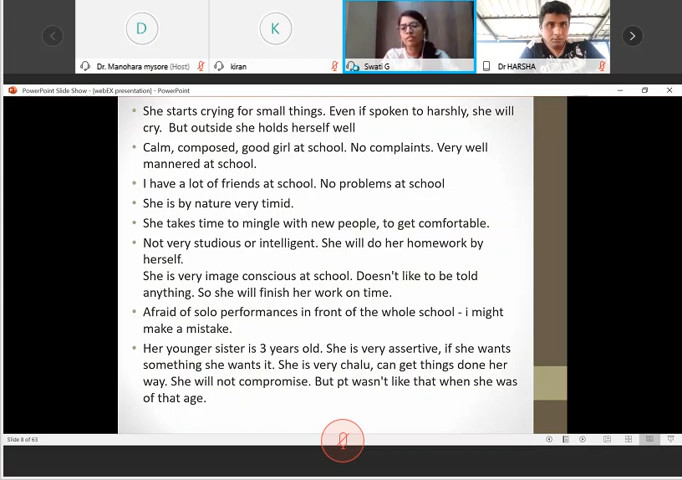 D
K
Dr. Manohara mysore (Host)
kiran
Swati G
Dr HARSHA
PowerPoint Slide Show - [webEX presentation] - PowerPoint
• She starts crying for small things. Even if spoken to harshly, she will
cry.  But outside she holds herself well
• Calm, composed, good girl at school. No complaints. Very well
mannered at school.
• I have a lot of friends at school. No problems at school
• She is by nature very timid.
• She takes time to mingle with new people, to get comfortable.
• Not very studious or intelligent. She will do her homework by
herself.
She is very image conscious at school. Doesn't like to be told
anything. So she will finish her work on time.
• Afraid of solo performances in front of the whole school - i might
make a mistake.
• Her younger sister is 3 years old. She is very assertive, if she wants
something she wants it. She is very chalu, can get things done her
way. She will not compromise. But pt wasn't like that when she was
of that age.
Slide 8 of 63